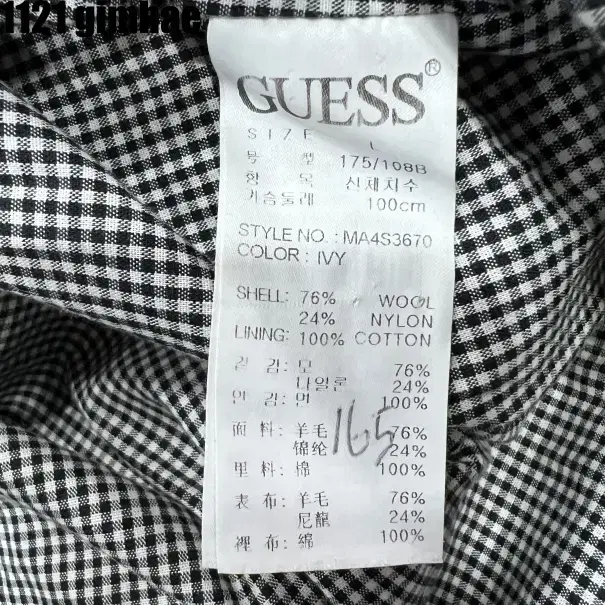 1121 gijubae
GUESS®
SIZE L
号 型 175/108B
항 목 신체치수
가슴둘레 100cm
STYLE NO. : MA4S3670
COLOR : IVY
SHELL: 76% WOOL
24% NYLON
LINING: 100% COTTON
겉 감: 모 76%
나일론 24%
안 감: 면 100%
面 料: 羊毛 76%
锦纶 24%
里 料: 棉 100%
165
表 布: 羊毛 76%
尼龍 24%
裡 布: 綿 100%